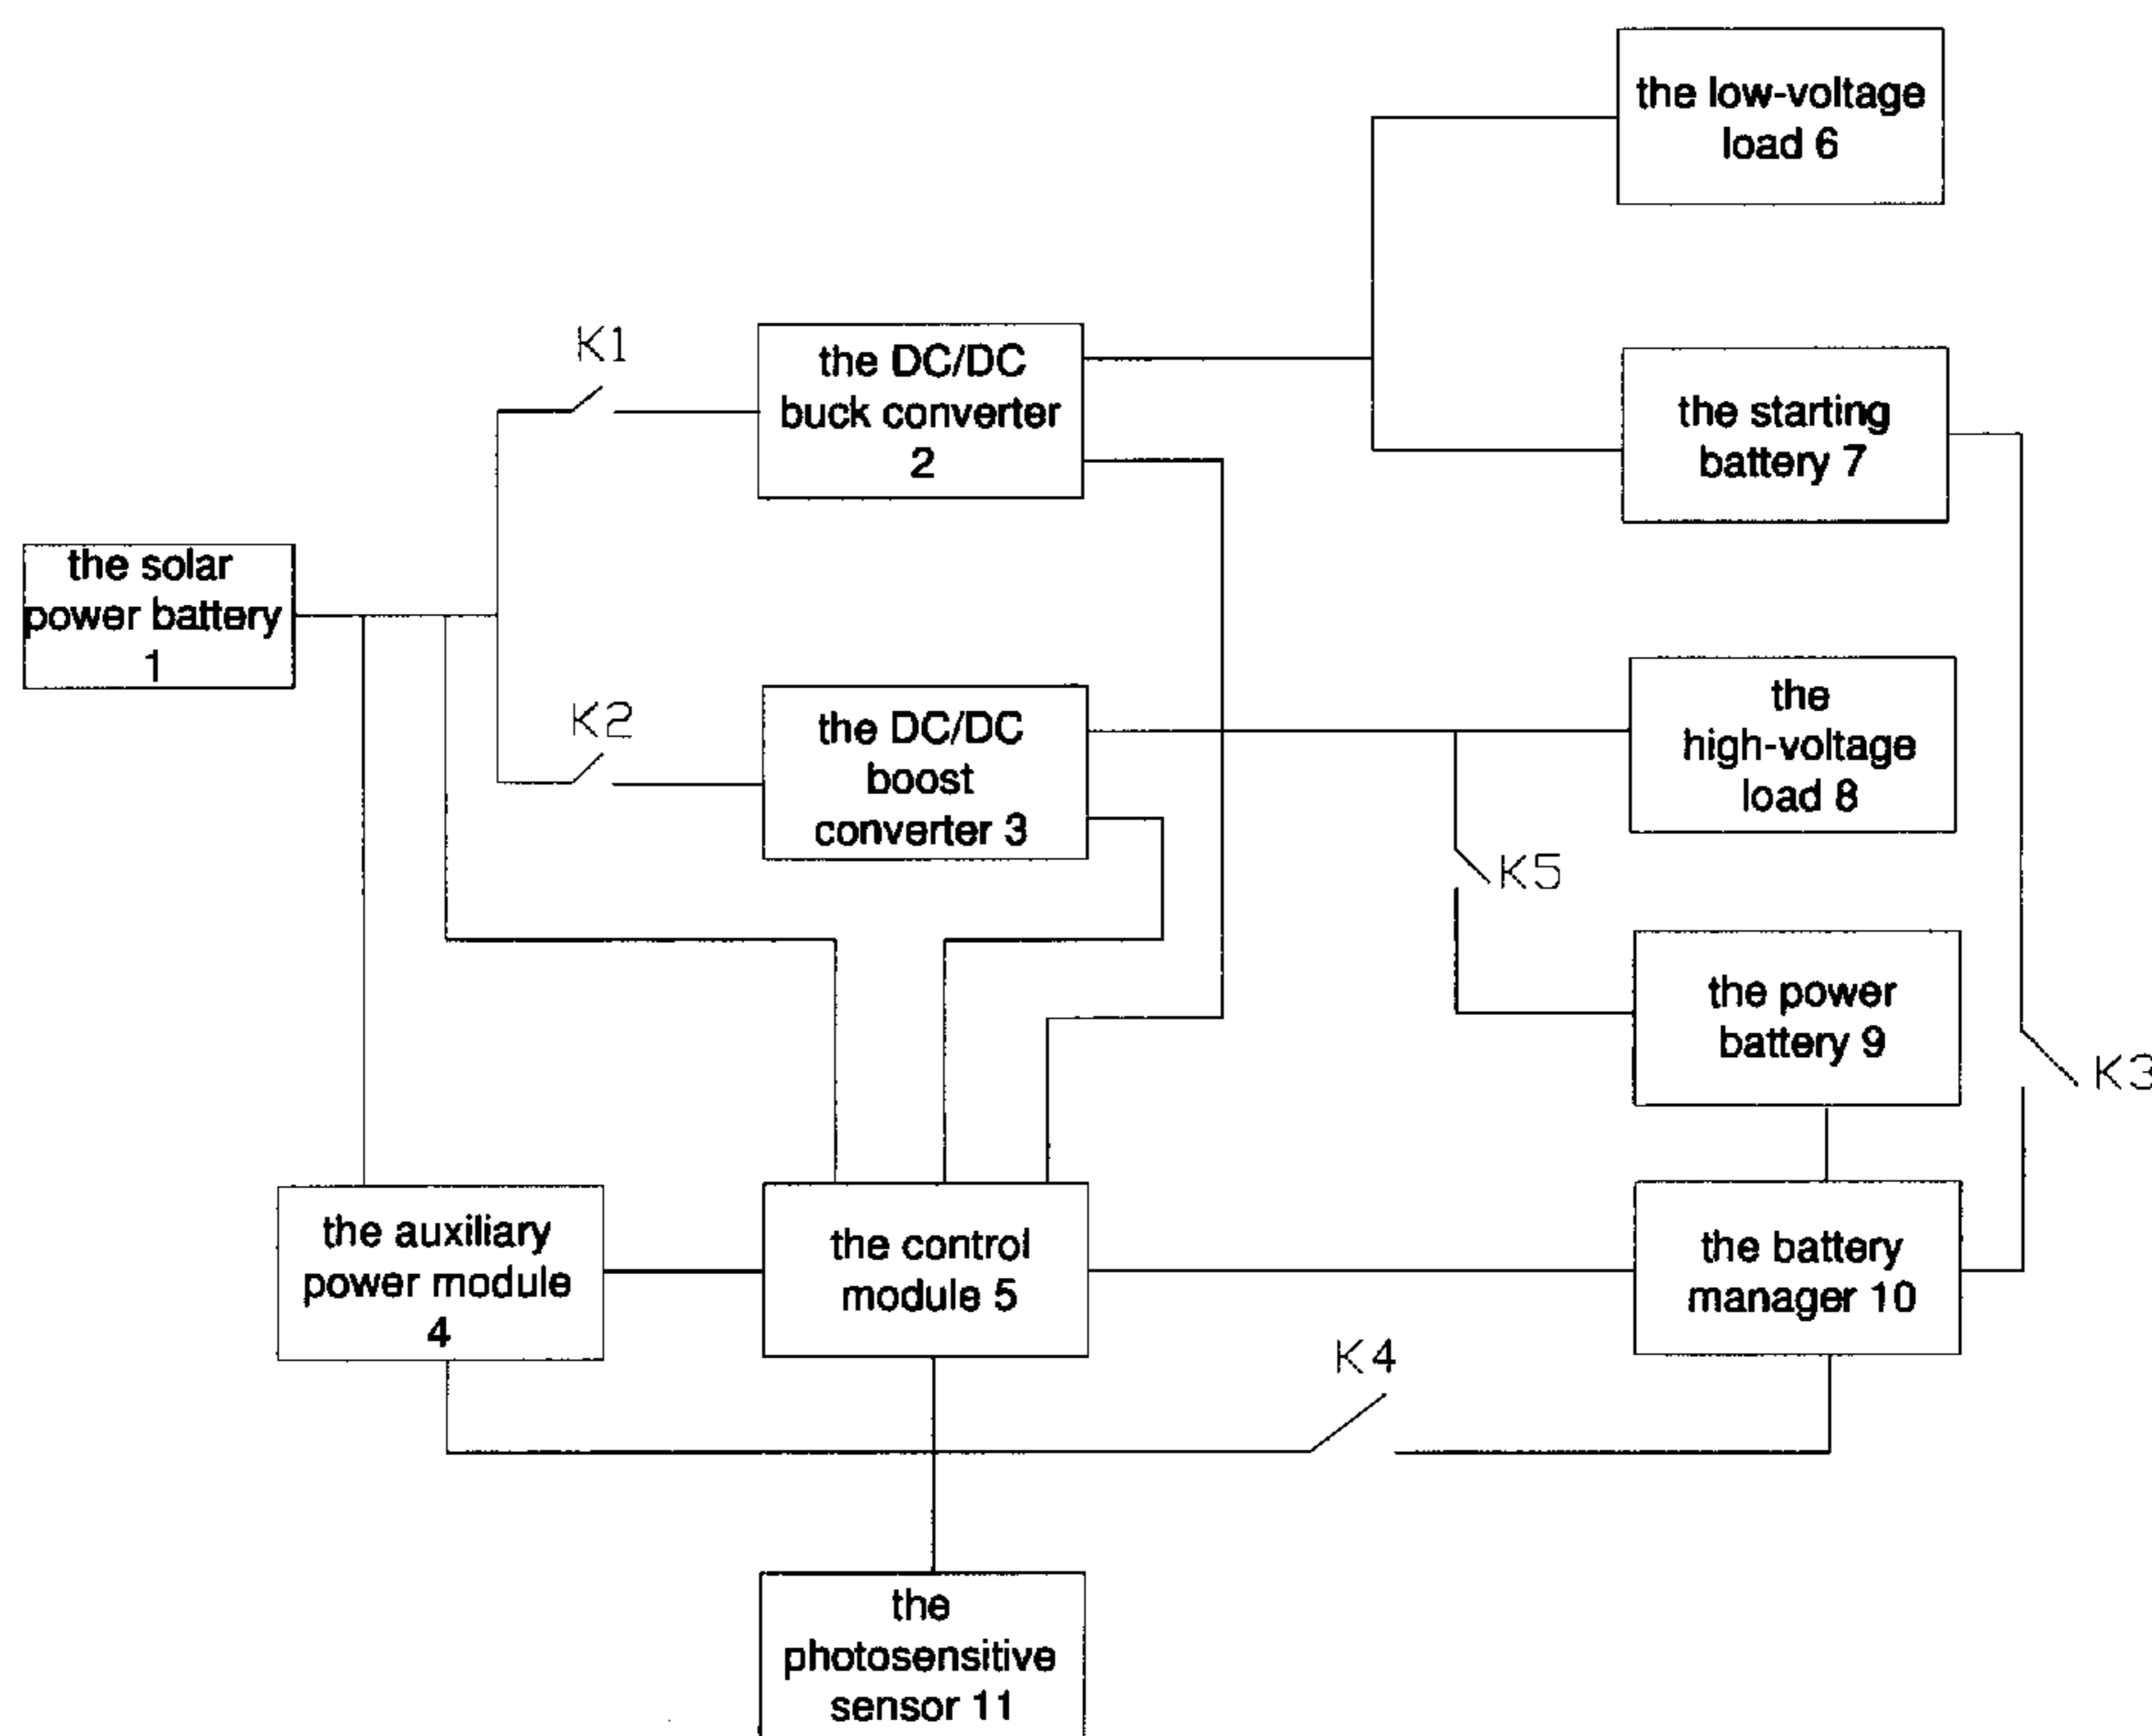 the low-voltage
load 6
K1
the DC/DC
buck converter
2
the starting
battery 7
the solar
power battery
1
K2
the DC/DC
boost
converter 3
the
high-voltage
load 8
K5
the power
battery 9
K3
the auxiliary
power module
4
the control
module 5
the battery
manager 10
K4
the
photosensitive
sensor 11